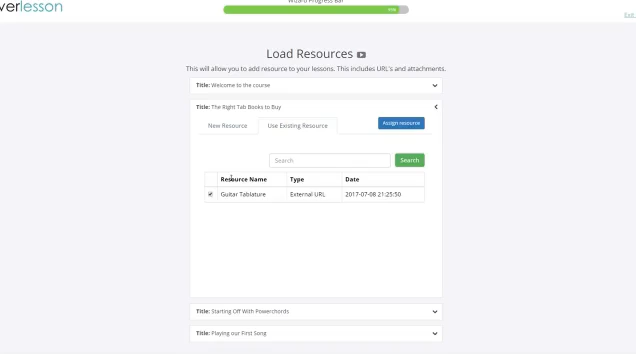 verlesson
Wizard Progress Bar
Exit
Load Resources
This will allow you to add resource to your lessons. This includes URL's and attachments.
Title: Welcome to the course
Title: The Right Tab Books to Buy
New Resource
Use Existing Resource
Assign resource
Search
Search
Resource Name Type Date
Guitar Tablature External URL 2017-07-08 21:25:50
Title: Starting Off With Powerchords
Title: Playing our First Song